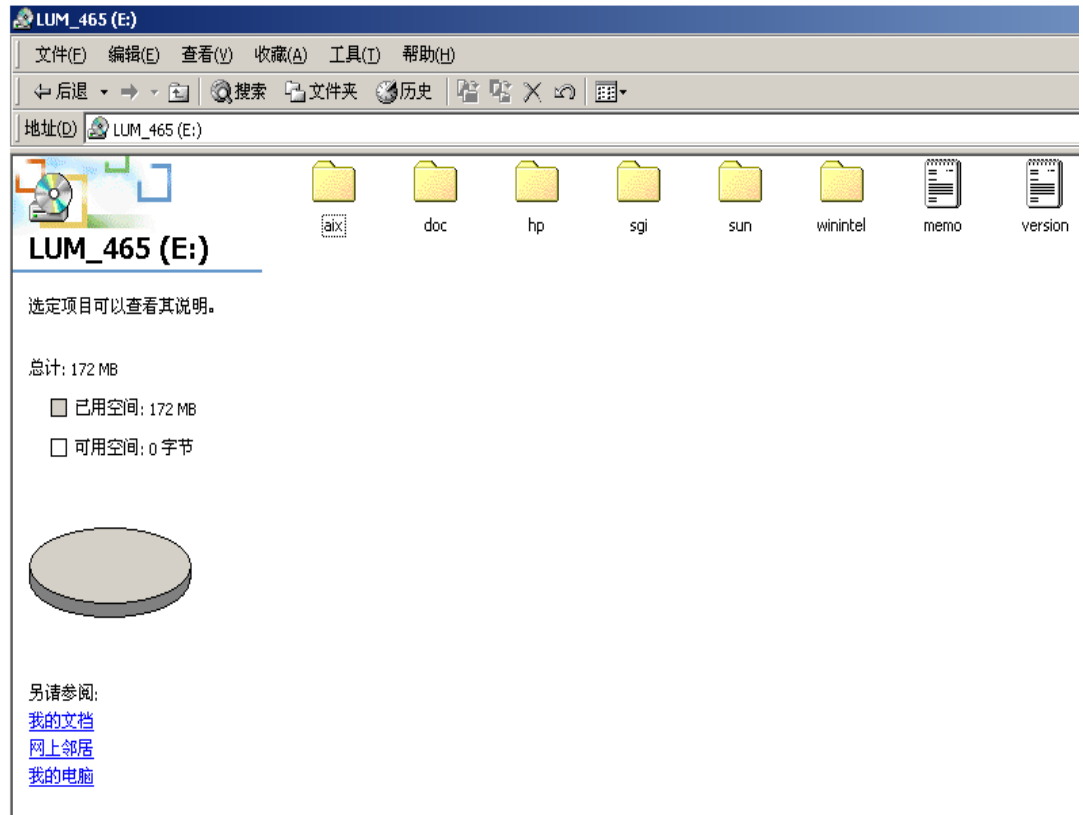 LUM_465 (E:)
文件(F) 编辑(E) 查看(V) 收藏(A) 工具(T) 帮助(H)
后退 搜索 文件夹 历史
地址(D) LUM_465 (E:)
aix doc hp sgi sun winintel memo version
LUM_465 (E:)
选定项目可以查看其说明。
总计: 172 MB
已用空间: 172 MB
可用空间: 0 字节
另请参阅:
我的文档
网上邻居
我的电脑